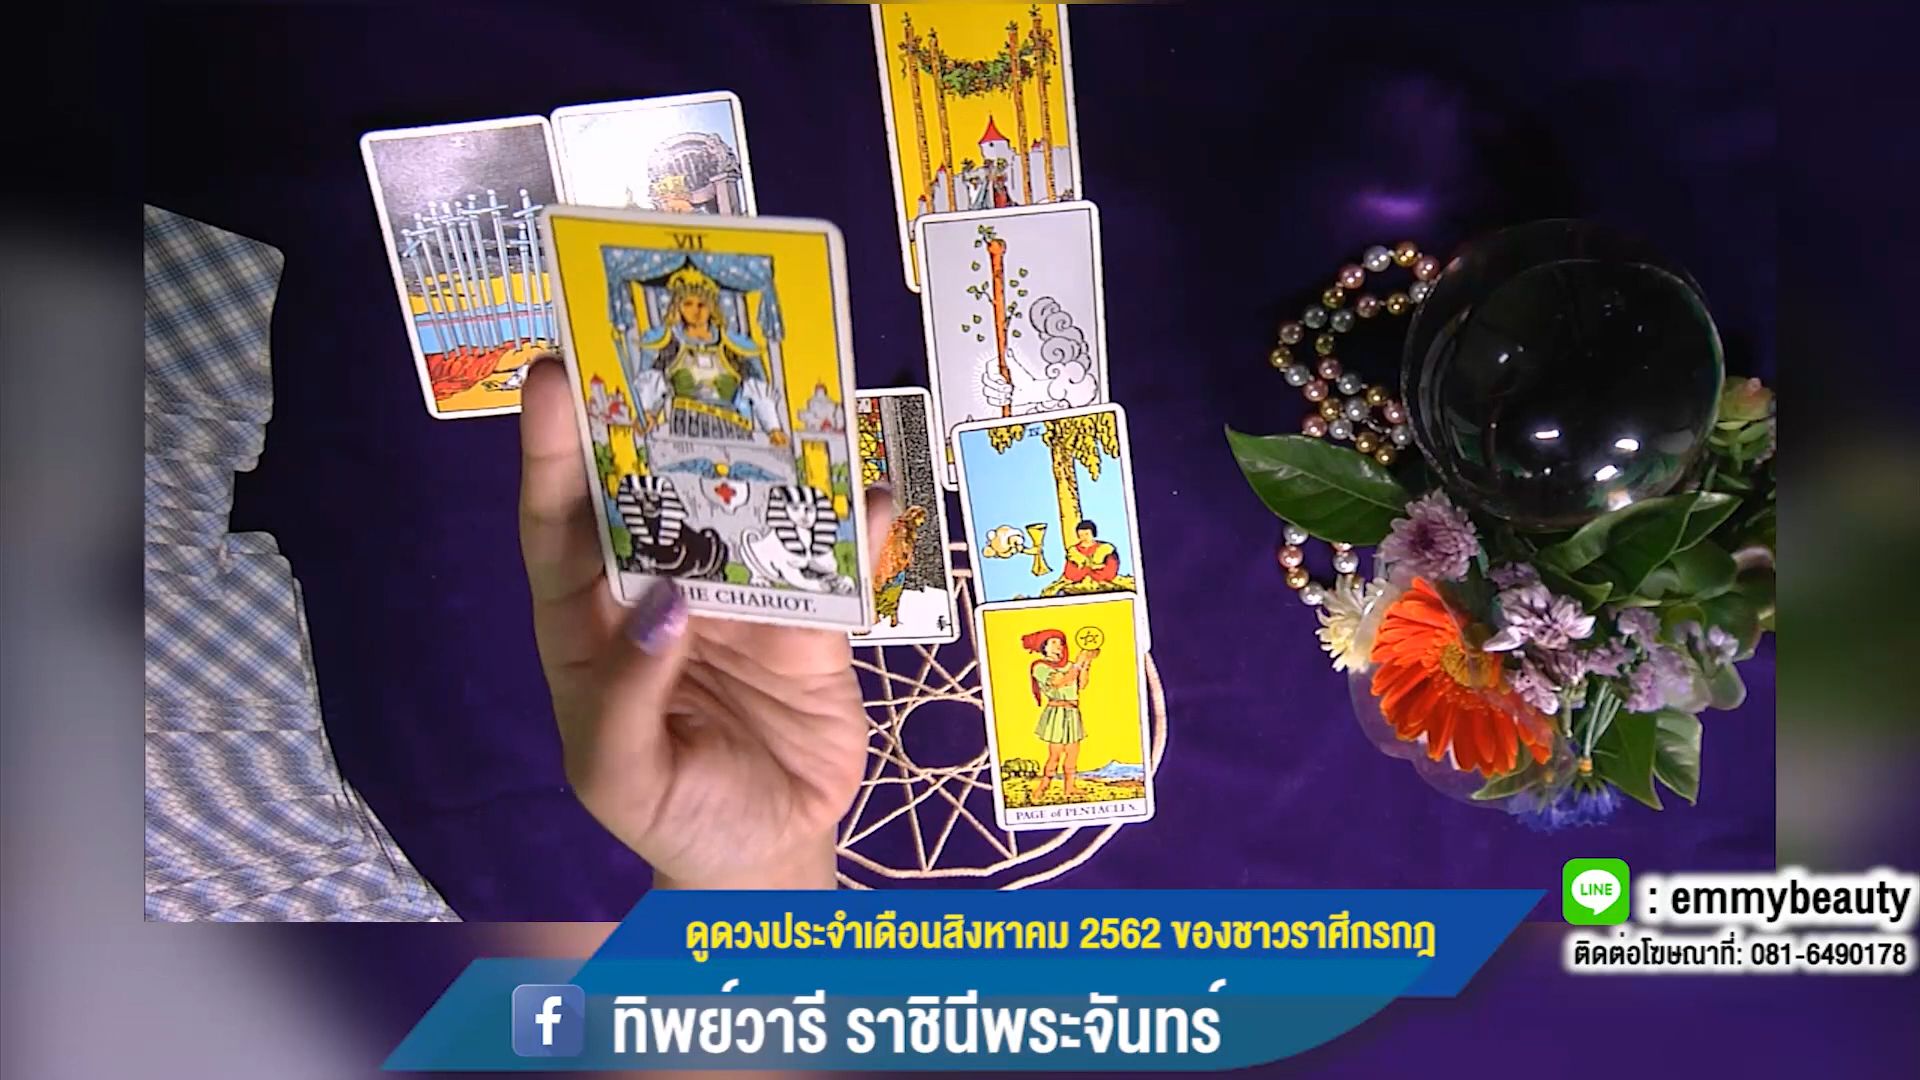 VII
THE CHARIOT.
IV
PAGE of PENTACLES.
LINE : emmybeauty
ติดต่อโฆษณาที่: 081-6490178
ดูดวงประจำเดือนสิงหาคม 2562 ของชาวราศีกรกฎ
f ทิพย์วารี ราชินีพระจันทร์